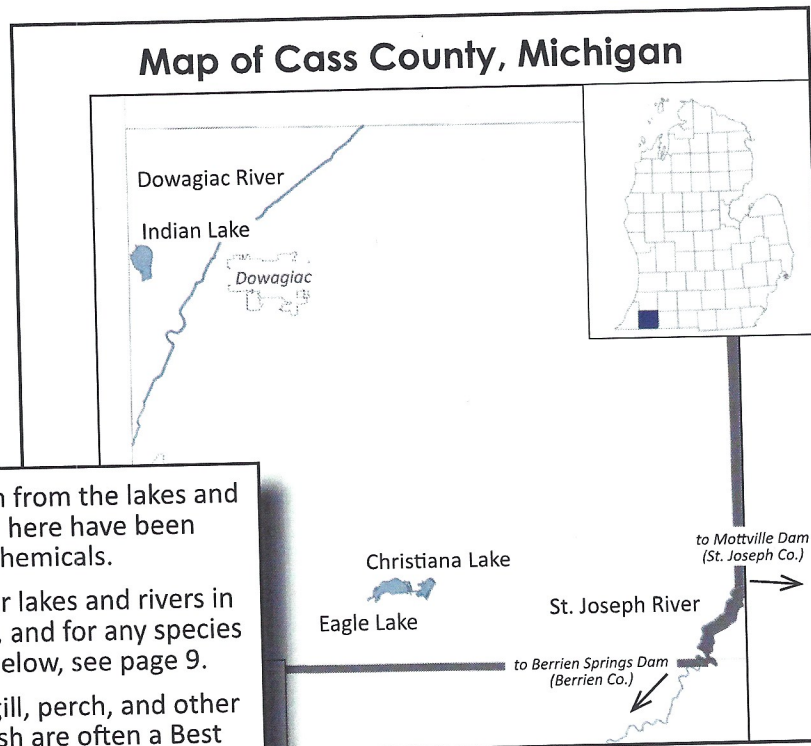 Map of Cass County, Michigan
Dowagiac River
Indian Lake
Dowagiac
Christiana Lake
Eagle Lake
St. Joseph River
to Mottville Dam
(St. Joseph Co.)
to Berrien Springs Dam
(Berrien Co.)
from the lakes and
here have been
hemicals.
r lakes and rivers in
, and for any species
elow, see page 9.
gill, perch, and other
sh are often a Best